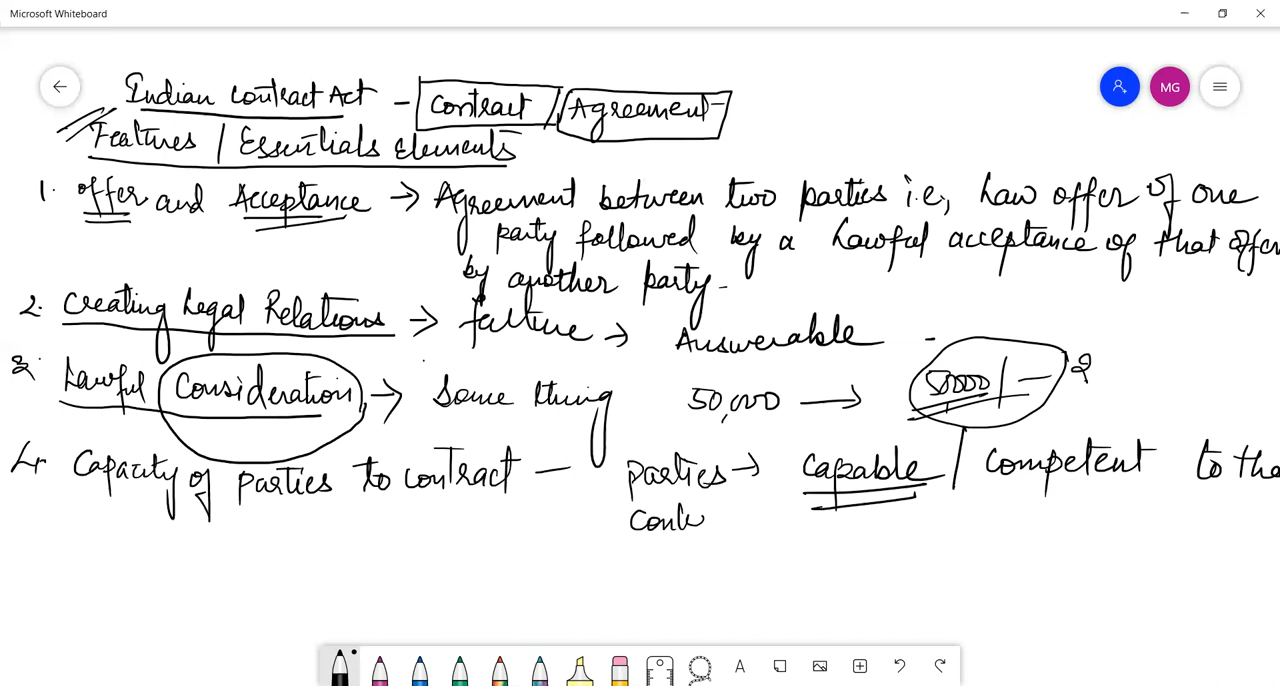 Microsoft Whiteboard
MG
Indian Contract Act - Contract / Agreement -
Features / Essentials Elements
1. Offer and Acceptance → Agreement between two parties i.e., Law offer of one
party followed by a Lawful acceptance of that offer
by another party -
2. Creating Legal Relations → failure → Answerable -
3. Lawful Consideration → Some thing 50,000 → 50000/-
4 Capacity of parties to contract - parties → capable / Competent to the
A